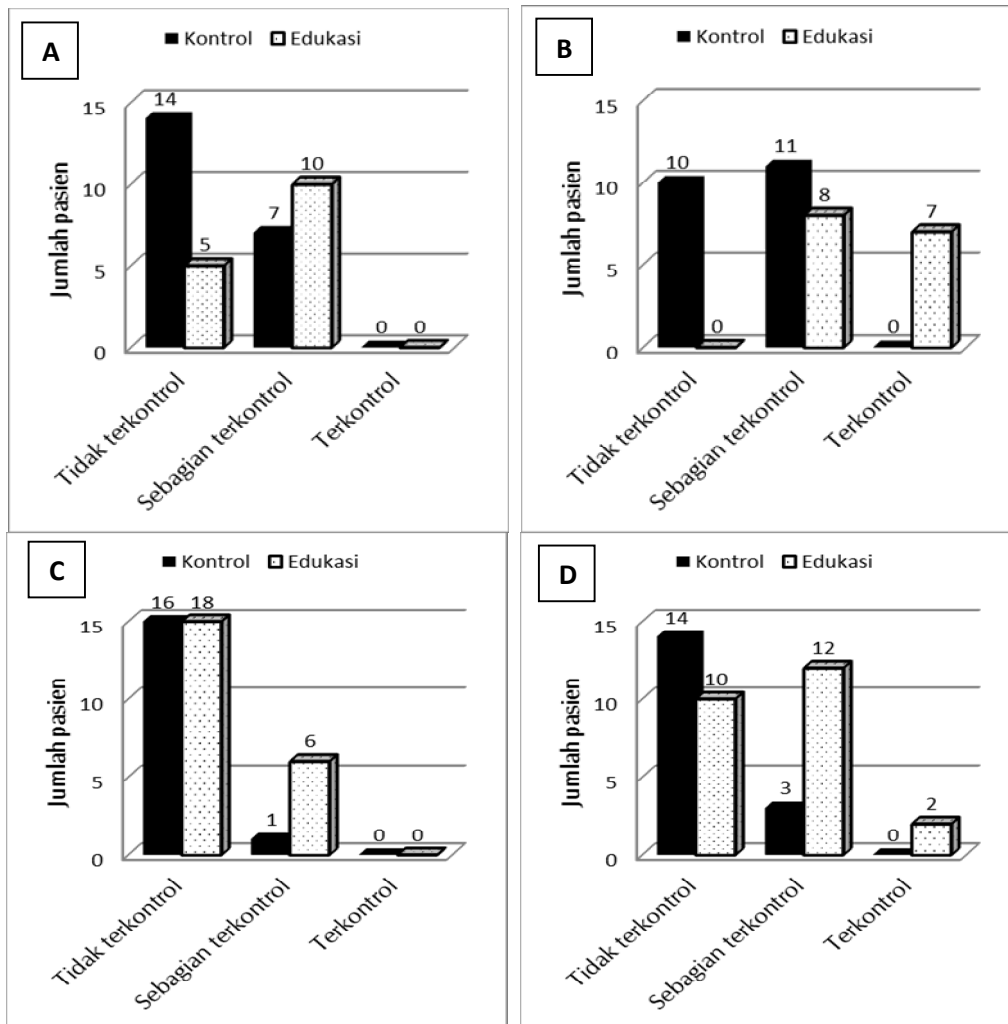 A
Kontrol Edukasi
Jumlah pasien
15
10
5
0
14
5
7
10
0
0
Tidak terkontrol
Sebagian terkontrol
Terkontrol
B
Kontrol Edukasi
Jumlah pasien
15
10
5
0
10
0
11
8
0
7
Tidak terkontrol
Sebagian terkontrol
Terkontrol
C
Kontrol Edukasi
Jumlah pasien
15
10
5
0
16
18
1
6
0
0
Tidak terkontrol
Sebagian terkontrol
Terkontrol
D
Kontrol Edukasi
Jumlah pasien
15
10
5
0
14
10
3
12
0
2
Tidak terkontrol
Sebagian terkontrol
Terkontrol